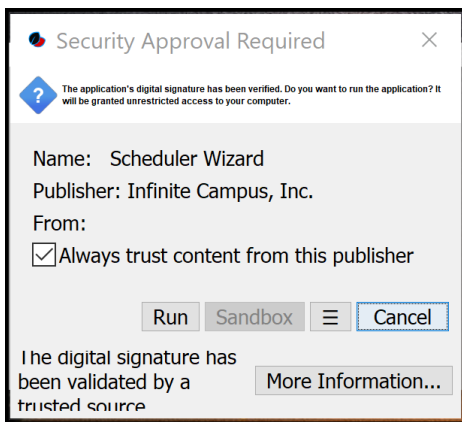 Security Approval Required
The application's digital signature has been verified. Do you want to run the application? It
will be granted unrestricted access to your computer.
Name: Scheduler Wizard
Publisher: Infinite Campus, Inc.
From:
Always trust content from this publisher
Run Sandbox Cancel
The digital signature has
been validated by a
trusted source
More Information...